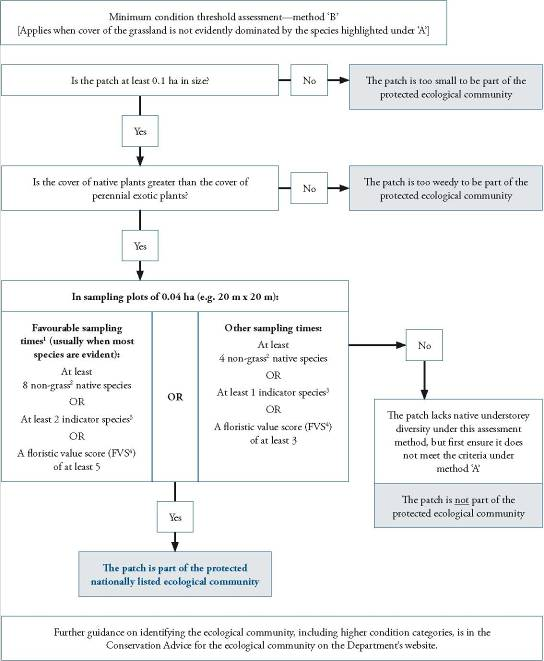 Minimum condition threshold assessment—method ‘B’
[Applies when cover of the grassland is not evidently dominated by the species highlighted under ‘A’]
Is the patch at least 0.1 ha in size?
No
The patch is too small to be part of the
protected ecological community
Yes
Is the cover of native plants greater than the cover of
perennial exotic plants?
No
The patch is too weedy to be part of the
protected ecological community
Yes
In sampling plots of 0.04 ha (e.g. 20 m x 20 m):
Favourable sampling
times¹ (usually when most
species are evident):
At least
8 non-grass² native species
OR
At least 2 indicator species³
OR
A floristic value score (FVS⁴)
of at least 5
OR
Other sampling times:
At least
4 non-grass² native species
OR
At least 1 indicator species³
OR
A floristic value score (FVS⁴)
of at least 3
No
The patch lacks native understorey
diversity under this assessment
method, but first ensure it does
not meet the criteria under
method ‘A’
The patch is not part of the
protected ecological community
Yes
The patch is part of the protected
nationally listed ecological community
Further guidance on identifying the ecological community, including higher condition categories, is in the
Conservation Advice for the ecological community on the Department’s website.